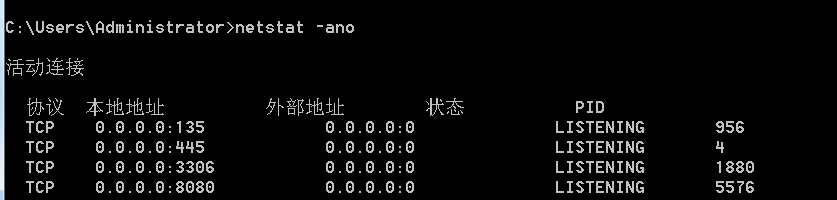 C:\Users\Administrator>netstat -ano
活动连接
协议 本地地址 外部地址 状态 PID
TCP 0.0.0.0:135 0.0.0.0:0 LISTENING 956
TCP 0.0.0.0:445 0.0.0.0:0 LISTENING 4
TCP 0.0.0.0:3306 0.0.0.0:0 LISTENING 1880
TCP 0.0.0.0:8080 0.0.0.0:0 LISTENING 5576